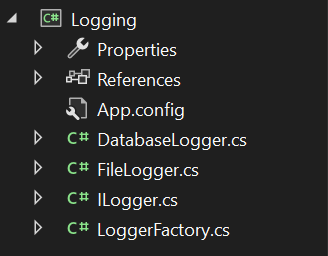 C# Logging
Properties
References
App.config
C# DatabaseLogger.cs
C# FileLogger.cs
C# ILogger.cs
C# LoggerFactory.cs